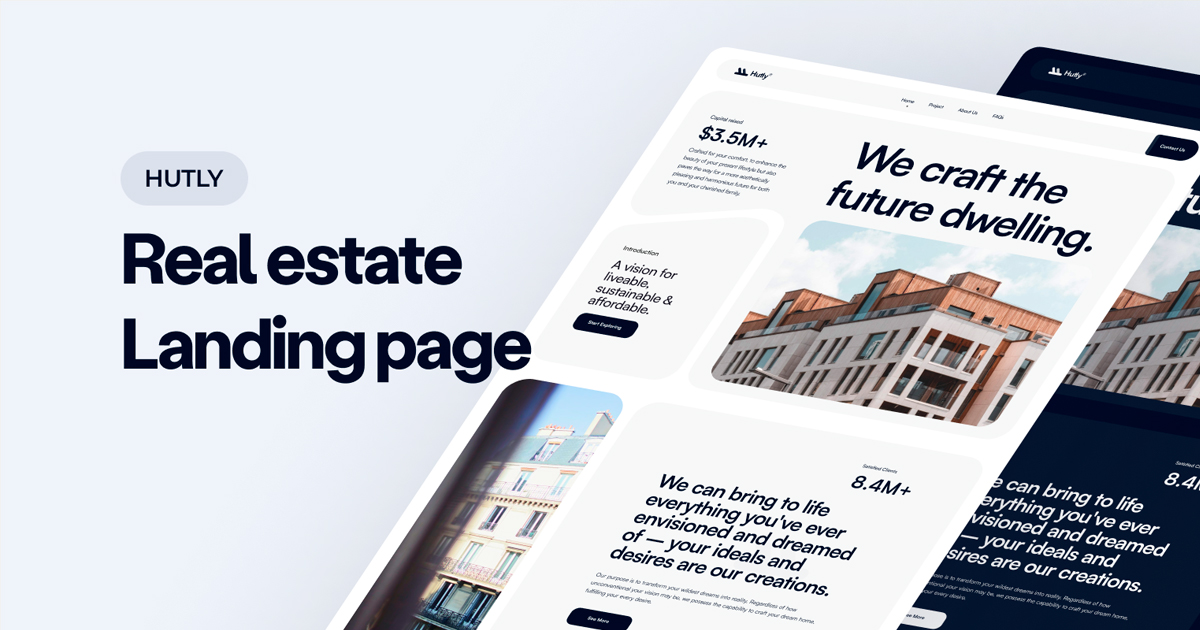 HUTLY
Real estate
Landing page
Hutly
Home
Project
About Us
FAQs
Contact Us
Capital raised
$3.5M+
Crafted for your comfort, to enhance the
beauty of your present lifestyle but also
paves the way for a more aesthetically
pleasing and harmonious future for both
you and your cherished family.
We craft the
future dwelling.
Introduction
A vision for
liveable,
sustainable &
affordable.
Start Exploring
Satisfied Clients
8.4M+
We can bring to life
everything you've ever
envisioned and dreamed
of — your ideals and
desires are our creations.
Our purpose is to transform your wildest dreams into reality. Regardless of how
unconventional your vision may be, we possess the capability to craft your dream home,
fulfilling your every desire.
See More
Hutly
Satisfied
8.4
can bring to life
everything you've ever
envisioned and dreamed
— your ideals and
desires are our creations.
is to transform your wildest dreams into reality. Regardless of how
your vision may be, we possess the capability to craft your dream home,
every desire.
See More